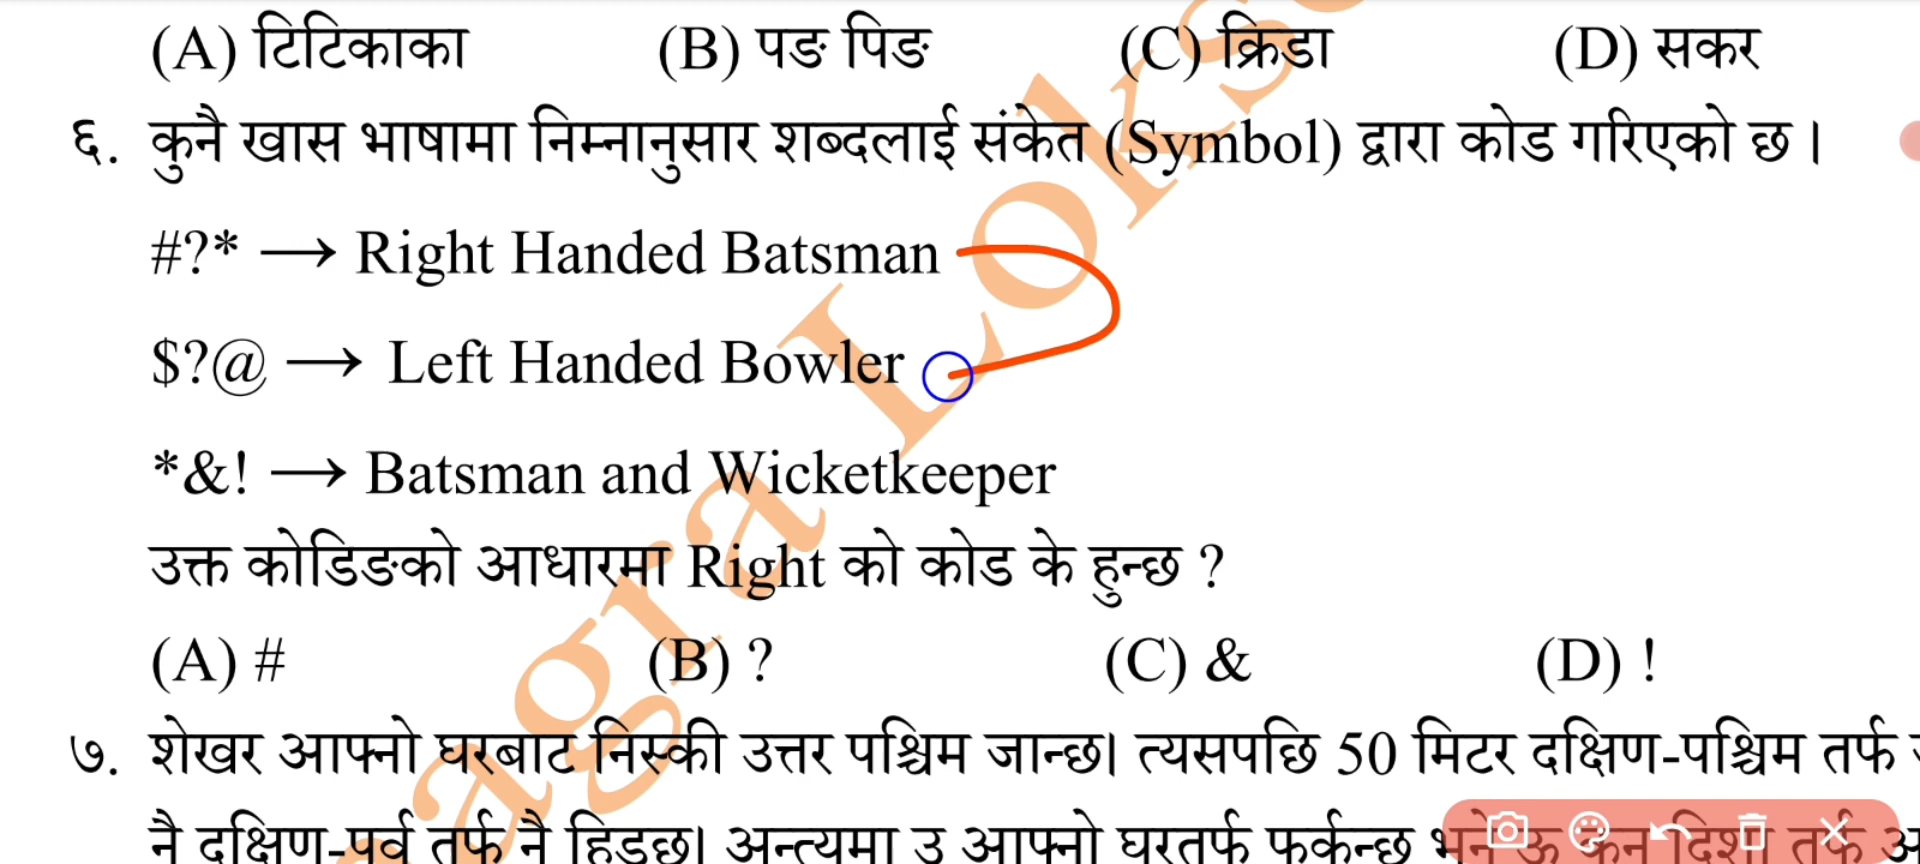 (A) टिटिकाका (B) पङ पिङ (C) क्रिडा (D) सकर
६. कुनै खास भाषामा निम्नानुसार शब्दलाई संकेत (Symbol) द्वारा कोड गरिएको छ।
#?* → Right Handed Batsman
$?@ → Left Handed Bowler
*&! → Batsman and Wicketkeeper
उक्त कोडिङको आधारमा Right को कोड के हुन्छ ?
(A) # (B) ? (C) & (D) !
७. शेखर आफ्नो घरबाट निस्की उत्तर पश्चिम जान्छ। त्यसपछि 50 मिटर दक्षिण-पश्चिम तर्फ
नै दक्षिण-पूर्व तर्फ नै हिड्छ। अन्त्यमा उ आफ्नो घरतर्फ फर्कन्छ भने ऊ कुन दिशा तर्फ